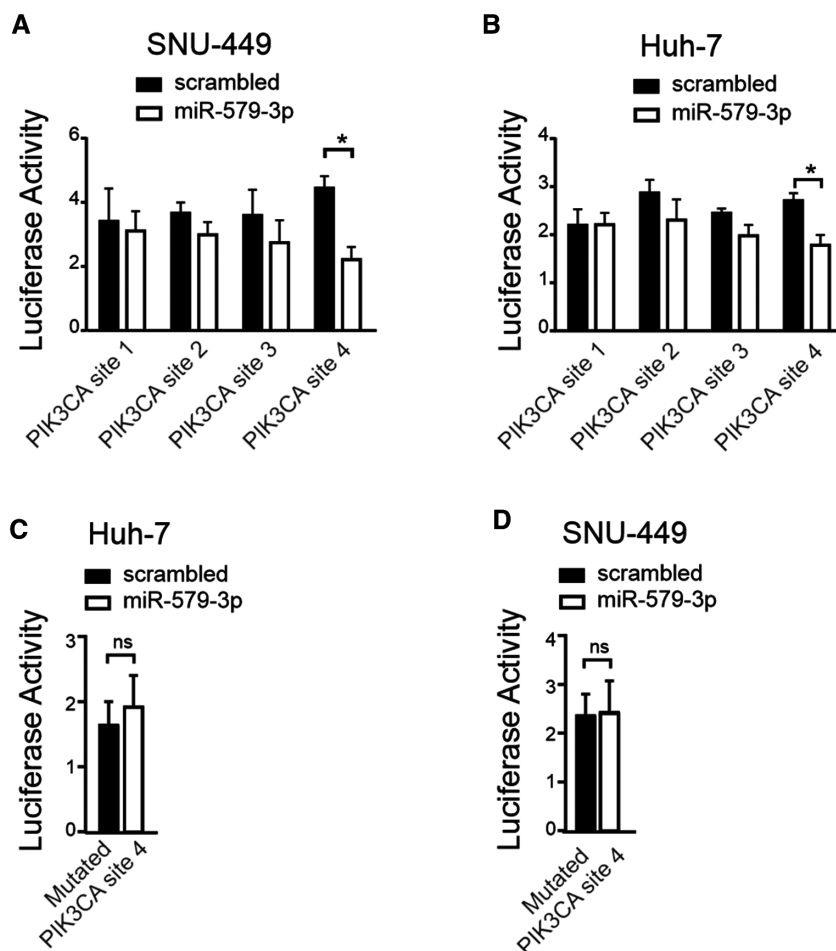 A
SNU-449
scrambled
miR-579-3p
Luciferase Activity
6
4
2
0
*
PIK3CA site 1
PIK3CA site 2
PIK3CA site 3
PIK3CA site 4
B
Huh-7
scrambled
miR-579-3p
Luciferase Activity
4
3
2
1
0
*
PIK3CA site 1
PIK3CA site 2
PIK3CA site 3
PIK3CA site 4
C
Huh-7
scrambled
miR-579-3p
Luciferase Activity
3
2
1
0
ns
Mutated
PIK3CA site 4
D
SNU-449
scrambled
miR-579-3p
Luciferase Activity
4
3
2
1
0
ns
Mutated
PIK3CA site 4